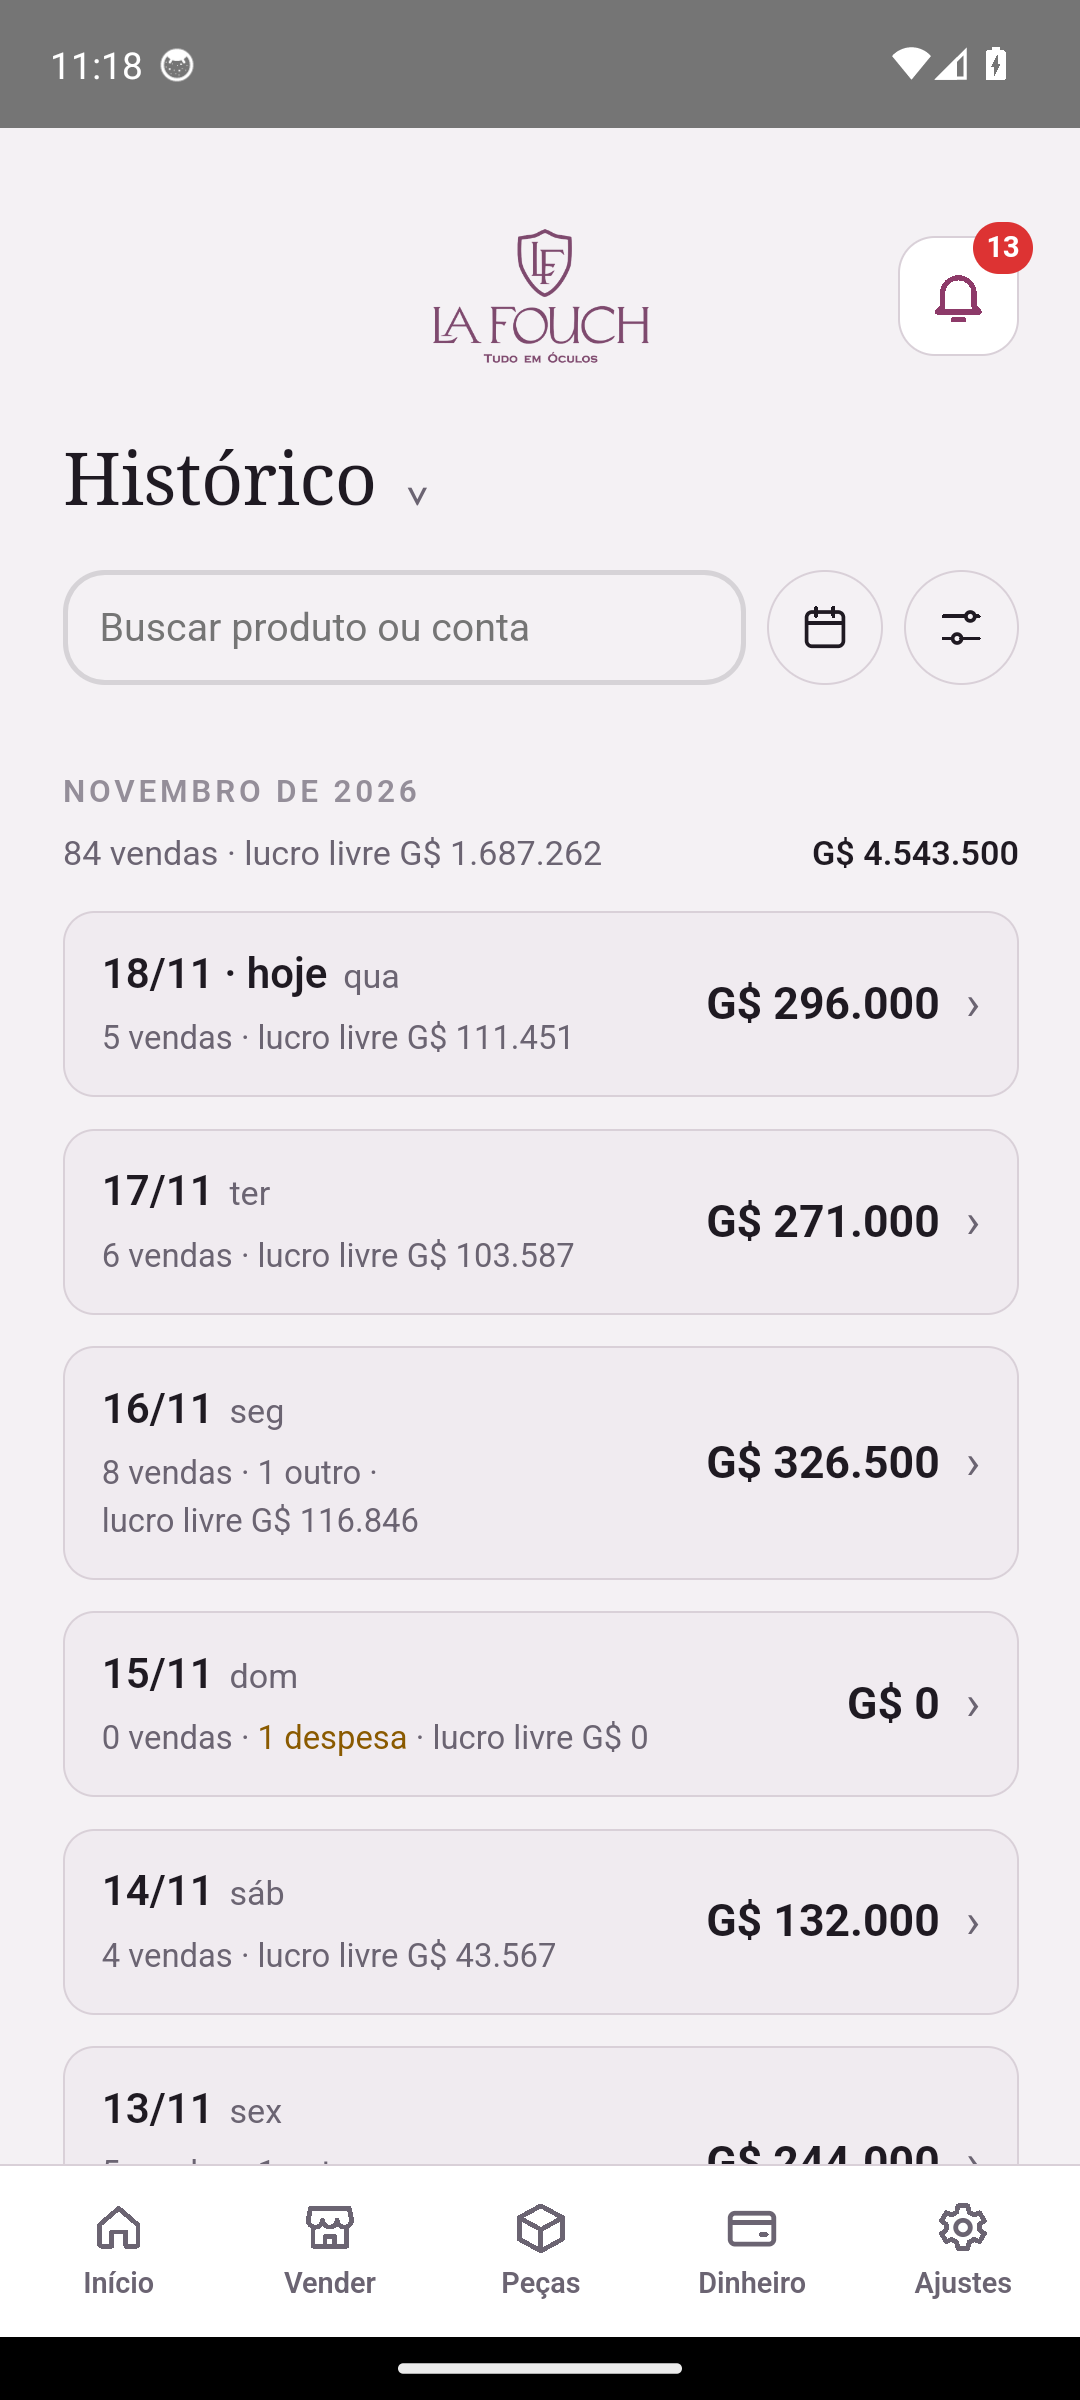 11:18
13
LF
LA FOUCH
TUDO EM ÓCULOS
Histórico
Buscar produto ou conta
NOVEMBRO DE 2026
84 vendas · lucro livre G$ 1.687.262 G$ 4.543.500
18/11 · hoje qua
G$ 296.000 ›
5 vendas · lucro livre G$ 111.451
17/11 ter
G$ 271.000 ›
6 vendas · lucro livre G$ 103.587
16/11 seg
8 vendas · 1 outro ·
G$ 326.500 ›
lucro livre G$ 116.846
15/11 dom
G$ 0 ›
0 vendas · 1 despesa · lucro livre G$ 0
14/11 sáb
G$ 132.000 ›
4 vendas · lucro livre G$ 43.567
13/11 sex
G$ 244.000 ›
Início Vender Peças Dinheiro Ajustes